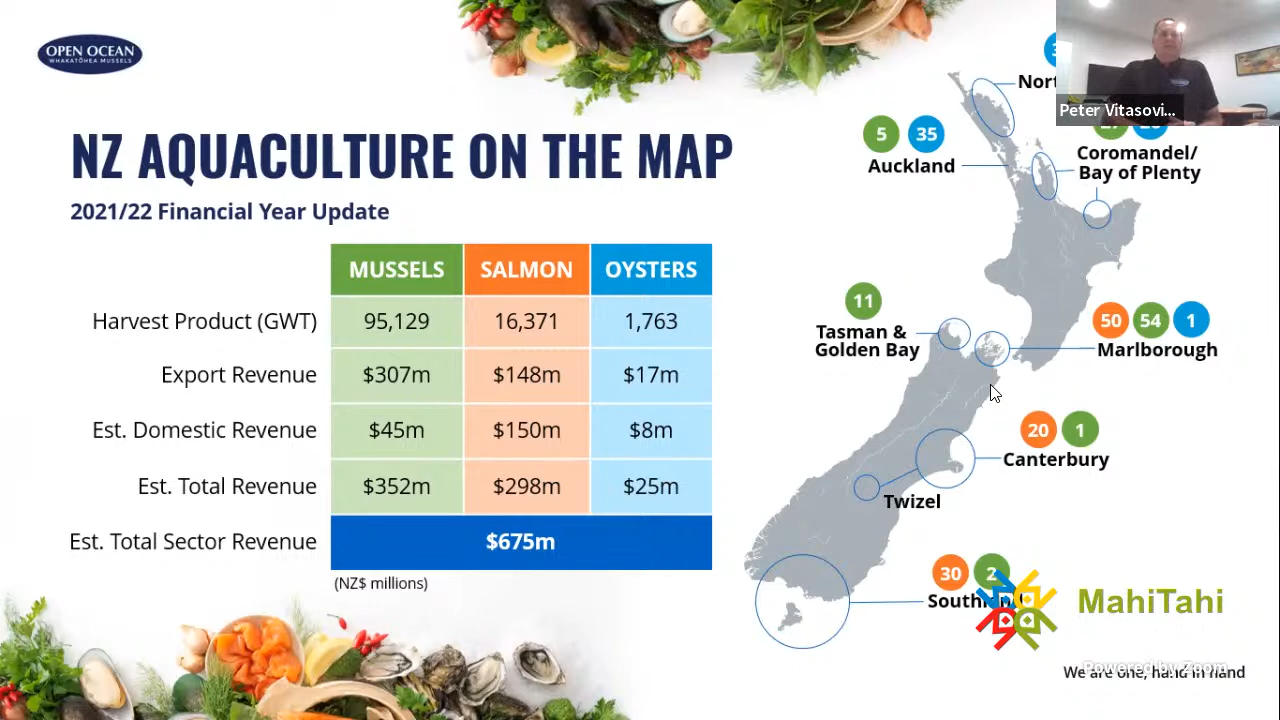 OPEN OCEAN
WHAKATŌHEA MUSSELS
NZ AQUACULTURE ON THE MAP
2021/22 Financial Year Update
MUSSELS SALMON OYSTERS
Harvest Product (GWT) 95,129 16,371 1,763
Export Revenue $307m $148m $17m
Est. Domestic Revenue $45m $150m $8m
Est. Total Revenue $352m $298m $25m
Est. Total Sector Revenue $675m
(NZ$ millions)
Peter Vitasovi...
5 35
Auckland
Coromandel/
Bay of Plenty
11
Tasman &
Golden Bay
50 54 1
Marlborough
20 1
Canterbury
Twizel
30 2
MahiTahi
Powered by Zoom
We are one, hand in hand